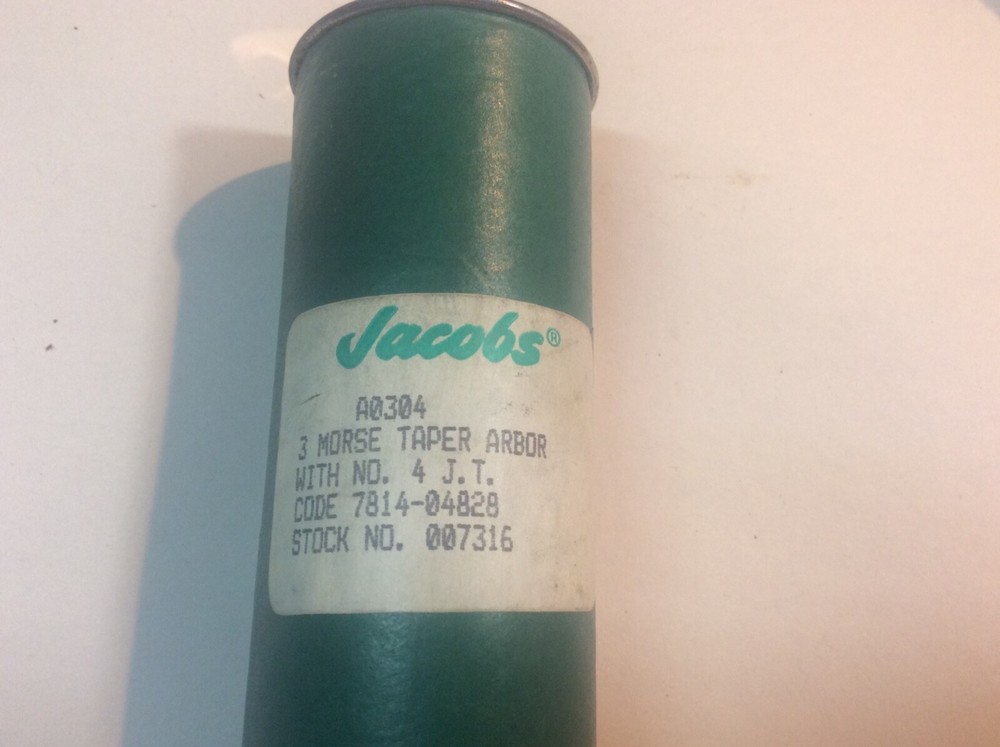 Jacobs®
A0304
3 MORSE TAPER ARBOR
WITH NO. 4 J.T.
CODE 7814-04828
STOCK NO. 007316